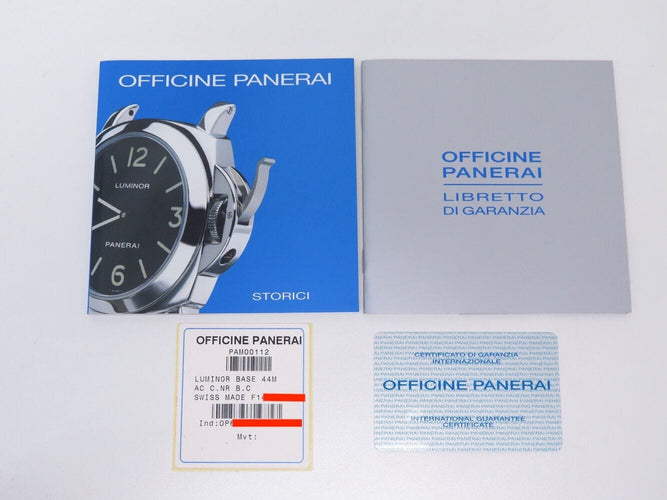 OFFICINE PANERAI
12
LUMINOR
3
PANERAI
6
STORICI
OFFICINE
PANERAI
LIBRETTO
DI GARANZIA
OFFICINE PANERAI
PAM00112
LUMINOR BASE 44M
AC C.NR B.C
SWISS MADE F14
Ind:OP6
Mvt:
CERTIFICATO DI GARANZIA
INTERNAZIONALE
OFFICINE PANERAI
INTERNATIONAL GUARANTEE
CERTIFICATE